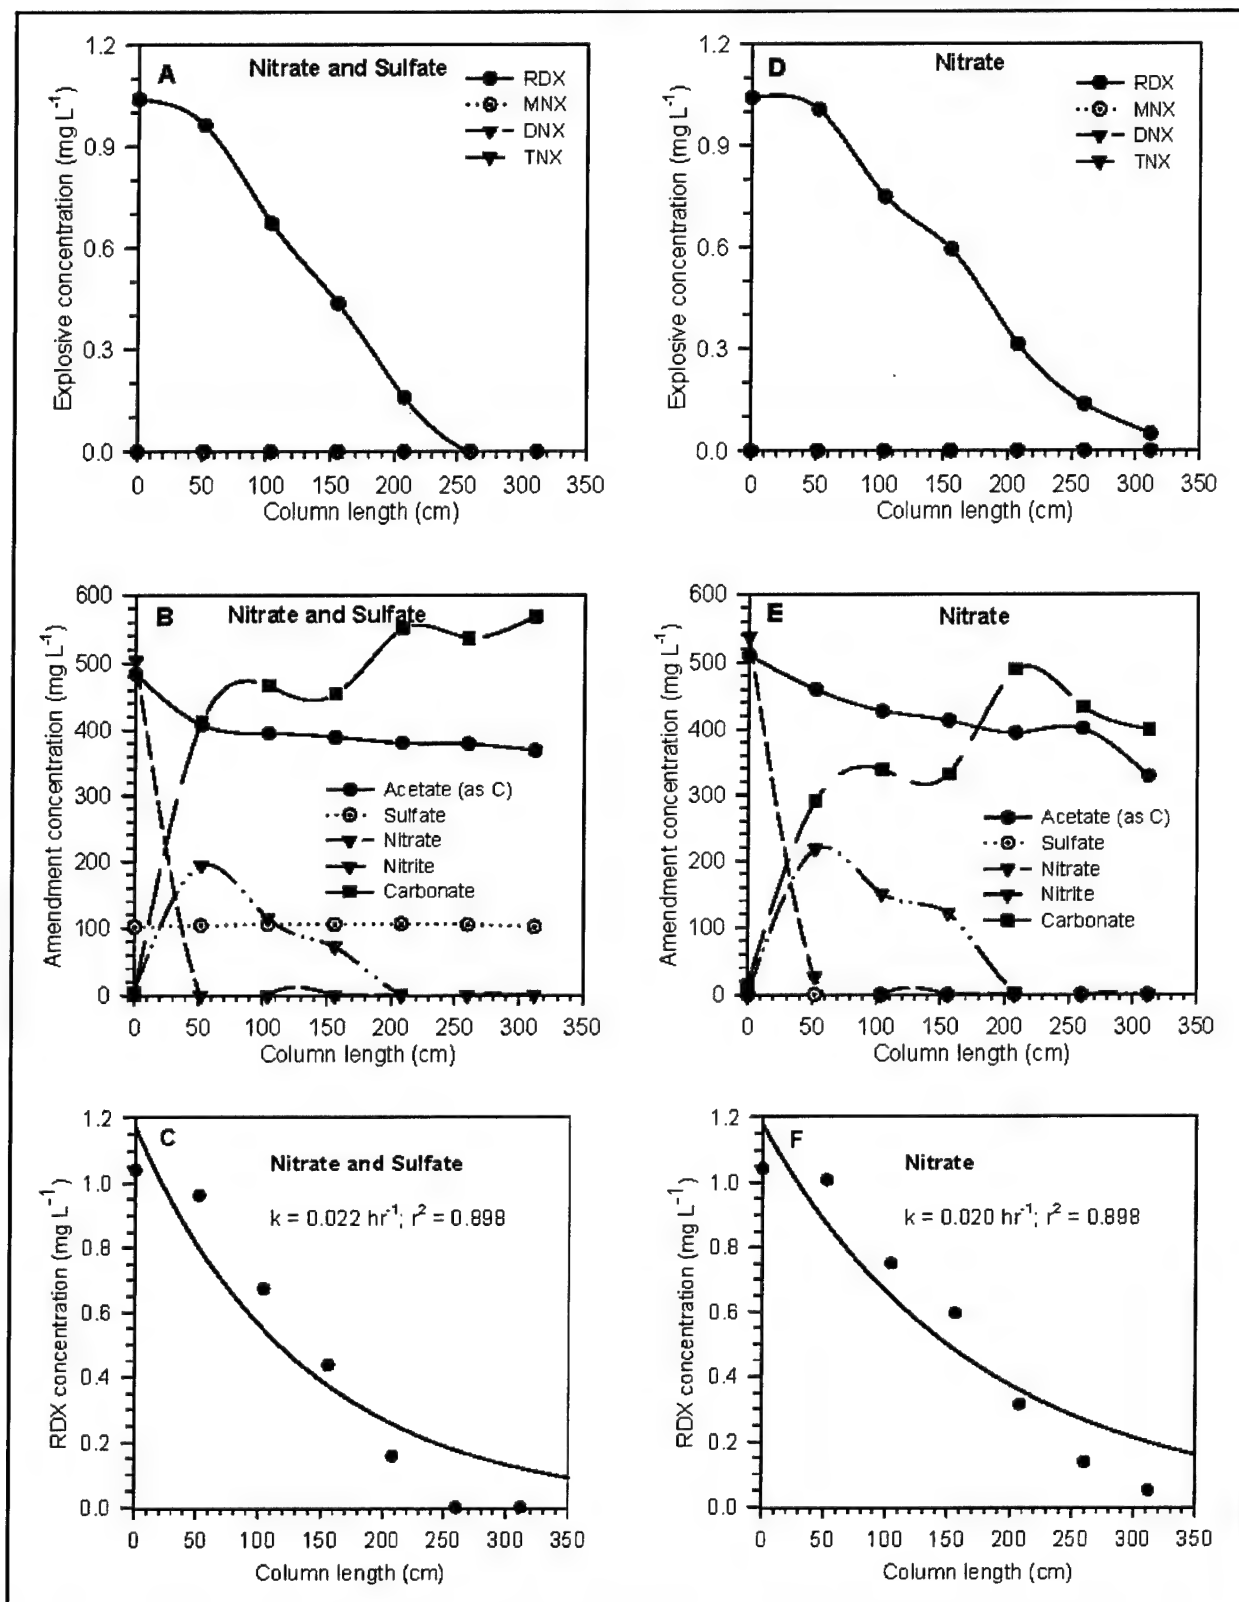 A
Nitrate and Sulfate
RDX
MNX
DNX
TNX
Explosive concentration (mg L⁻¹)
1.2
0.9
0.6
0.3
0.0
0 50 100 150 200 250 300 350
Column length (cm)
D
Nitrate
RDX
MNX
DNX
TNX
Explosive concentration (mg L⁻¹)
1.2
0.9
0.6
0.3
0.0
0 50 100 150 200 250 300 350
Column length (cm)
B
Nitrate and Sulfate
Acetate (as C)
Sulfate
Nitrate
Nitrite
Carbonate
Amendment concentration (mg L⁻¹)
600
500
400
300
200
100
0
0 50 100 150 200 250 300 350
Column length (cm)
E
Nitrate
Acetate (as C)
Sulfate
Nitrate
Nitrite
Carbonate
Amendment concentration (mg L⁻¹)
600
500
400
300
200
100
0
0 50 100 150 200 250 300 350
Column length (cm)
C
Nitrate and Sulfate
k = 0.022 hr⁻¹; r² = 0.898
RDX concentration (mg L⁻¹)
1.2
1.0
0.8
0.6
0.4
0.2
0.0
0 50 100 150 200 250 300 350
Column length (cm)
F
Nitrate
k = 0.020 hr⁻¹; r² = 0.898
RDX concentration (mg L⁻¹)
1.2
1.0
0.8
0.6
0.4
0.2
0.0
0 50 100 150 200 250 300 350
Column length (cm)